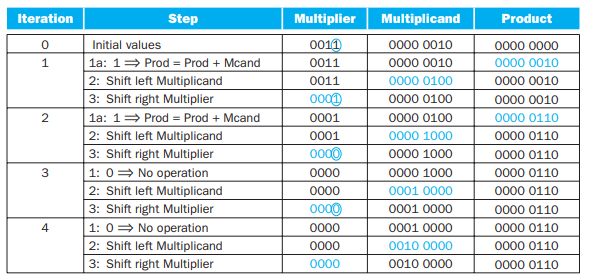 Iteration Step Multiplier Multiplicand Product
0 Initial values 0011 0000 0010 0000 0000
1 1a: 1 ⇒ Prod = Prod + Mcand 0011 0000 0010 0000 0010
2: Shift left Multiplicand 0011 0000 0100 0000 0010
3: Shift right Multiplier 0001 0000 0100 0000 0010
2 1a: 1 ⇒ Prod = Prod + Mcand 0001 0000 0100 0000 0110
2: Shift left Multiplicand 0001 0000 1000 0000 0110
3: Shift right Multiplier 0000 0000 1000 0000 0110
3 1: 0 ⇒ No operation 0000 0000 1000 0000 0110
2: Shift left Multiplicand 0000 0001 0000 0000 0110
3: Shift right Multiplier 0000 0001 0000 0000 0110
4 1: 0 ⇒ No operation 0000 0001 0000 0000 0110
2: Shift left Multiplicand 0000 0010 0000 0000 0110
3: Shift right Multiplier 0000 0010 0000 0000 0110